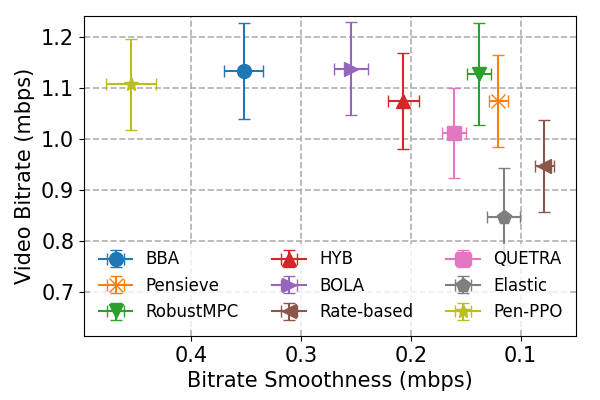 Video Bitrate (mbps)
1.2
1.1
1.0
0.9
0.8
0.7
BBA HYB QUETRA
Pensieve BOLA Elastic
RobustMPC Rate-based Pen-PPO
0.4 0.3 0.2 0.1
Bitrate Smoothness (mbps)